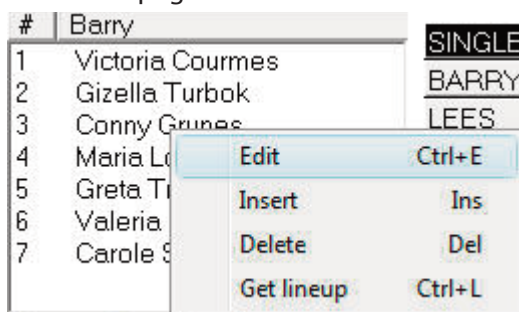 # Barry
1 Victoria Courmes
2 Gizella Turbok
3 Conny Grunes
4 Maria
5 Greta
6 Valeria
7 Carole
SINGLE
BARRY
LEES
Edit Ctrl+E
Insert Ins
Delete Del
Get lineup Ctrl+L